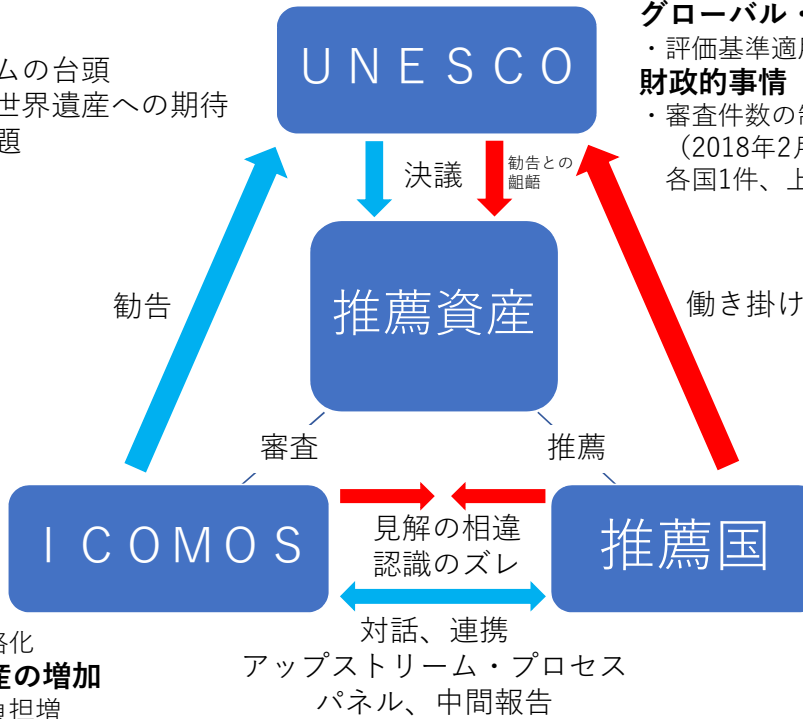 ＵＮＥＳＣＯ
グローバル・
・評価基準適
財政的事情
・審査件数の
（2018年2
各国1件、上
ムの台頭
世界遺産への期待
題
決議
勧告との
齟齬
推薦資産
勧告
働き掛け
審査
推薦
ＩＣＯＭＯＳ
見解の相違
認識のズレ
推薦国
対話、連携
アップストリーム・プロセス
パネル、中間報告
略化
産の増加
負担増